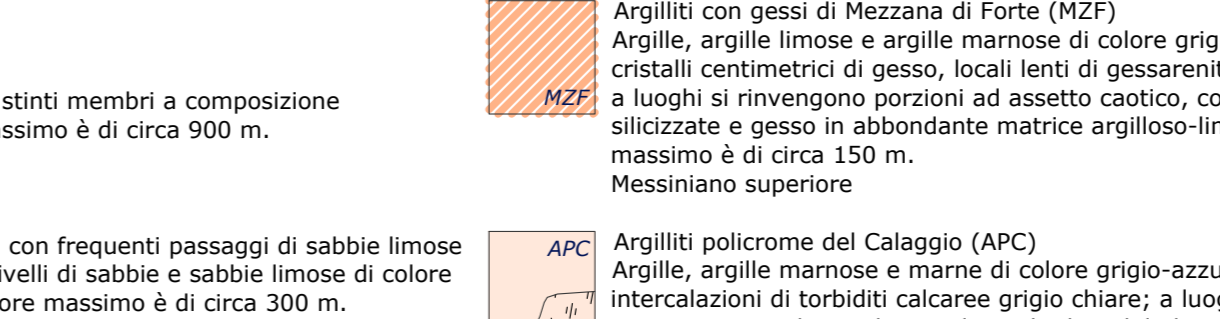 stinti membri a composizione
assimo è di circa 900 m.
con frequenti passaggi di sabbie limose
ivelli di sabbie e sabbie limose di colore
ore massimo è di circa 300 m.
MZF
Argilliti con gessi di Mezzana di Forte (MZF)
Argille, argille limose e argille marnose di colore grig
cristalli centimetrici di gesso, locali lenti di gessarenit
a luoghi si rinvengono porzioni ad assetto caotico, co
silicizzate e gesso in abbondante matrice argilloso-lim
massimo è di circa 150 m.
Messiniano superiore
APC
Argilliti policrome del Calaggio (APC)
Argille, argille marnose e marne di colore grigio-azzu
intercalazioni di torbiditi calcaree grigio chiare; a luog